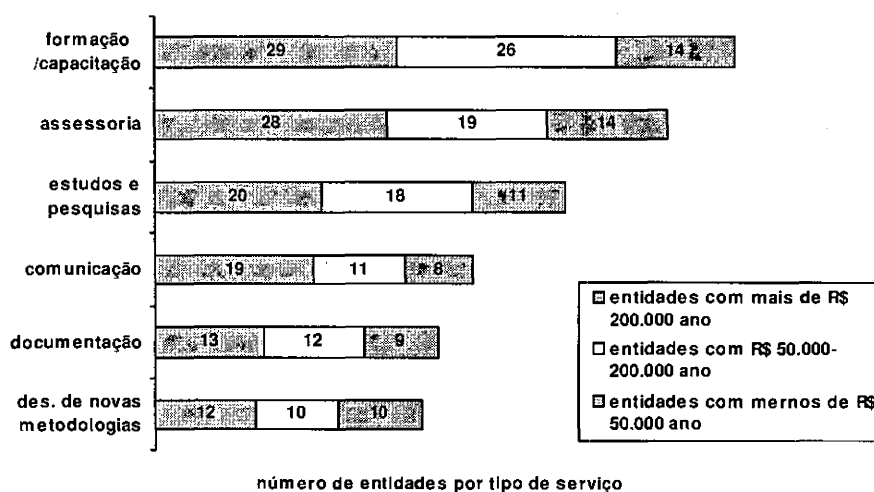 formação
/capacitação
29
26
14
assessoria
28
19
14
estudos e
pesquisas
20
18
11
comunicação
19
11
8
documentação
13
12
9
des. de novas
metodologias
12
10
10
entidades com mais de R$
200.000 ano
entidades com R$ 50.000-
200.000 ano
entidades com mernos de R$
50.000 ano
número de entidades por tipo de serviço